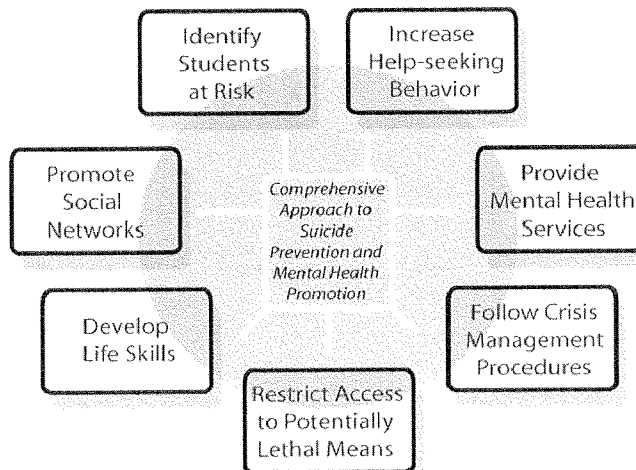 Identify
Students
at Risk
Increase
Help-seeking
Behavior
Promote
Social
Networks
Comprehensive
Approach to
Suicide
Prevention and
Mental Health
Promotion
Provide
Mental Health
Services
Develop
Life Skills
Follow Crisis
Management
Procedures
Restrict Access
to Potentially
Lethal Means